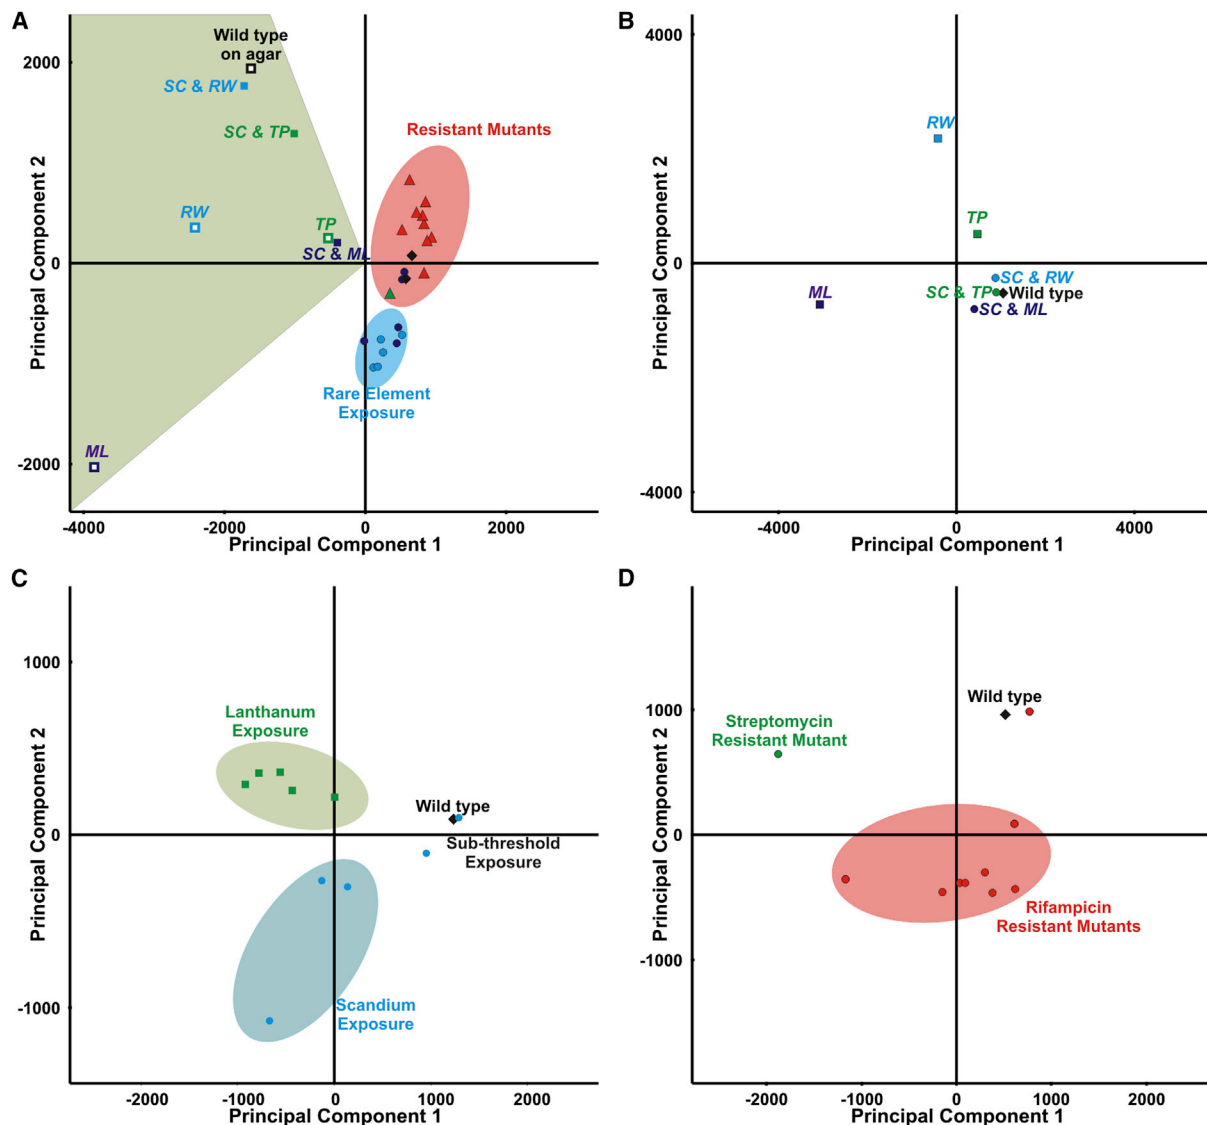 A
Wild type
on agar
SC & RW
SC & TP
Resistant Mutants
RW
TP
SC & ML
Rare Element
Exposure
ML
Principal Component 2
2000
0
-2000
-4000
-2000
0
2000
Principal Component 1
B
RW
TP
SC & RW
SC & TP
Wild type
ML
SC & ML
Principal Component 2
4000
0
-4000
-4000
0
4000
Principal Component 1
C
Lanthanum
Exposure
Wild type
Sub-threshold
Exposure
Scandium
Exposure
Principal Component 2
1000
0
-1000
-2000
-1000
0
1000
2000
Principal Component 1
D
Wild type
Streptomycin
Resistant Mutant
Rifampicin
Resistant Mutants
Principal Component 2
1000
0
-1000
-2000
-1000
0
1000
2000
Principal Component 1